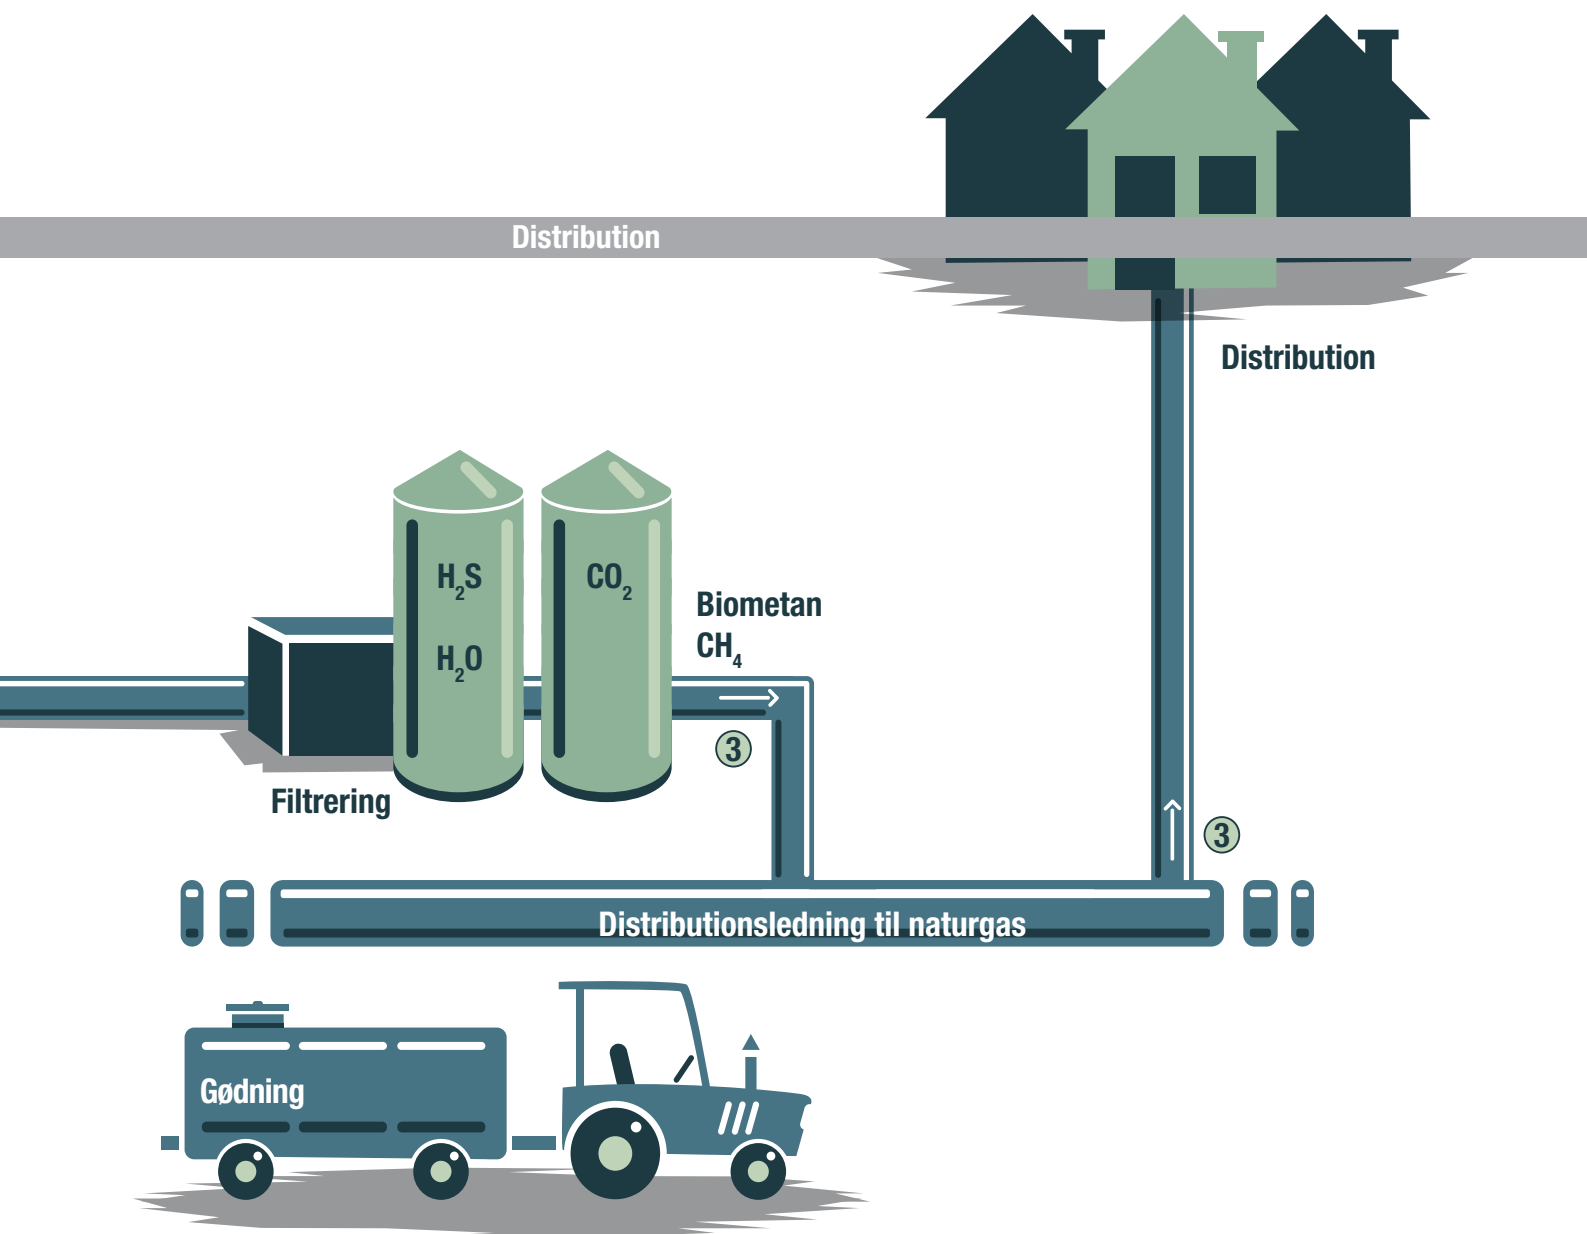 Distribution
Distribution
H₂S
CO₂
H₂O
Biometan
CH₄
3
Filtrering
3
Distributionsledning til naturgas
Gødning